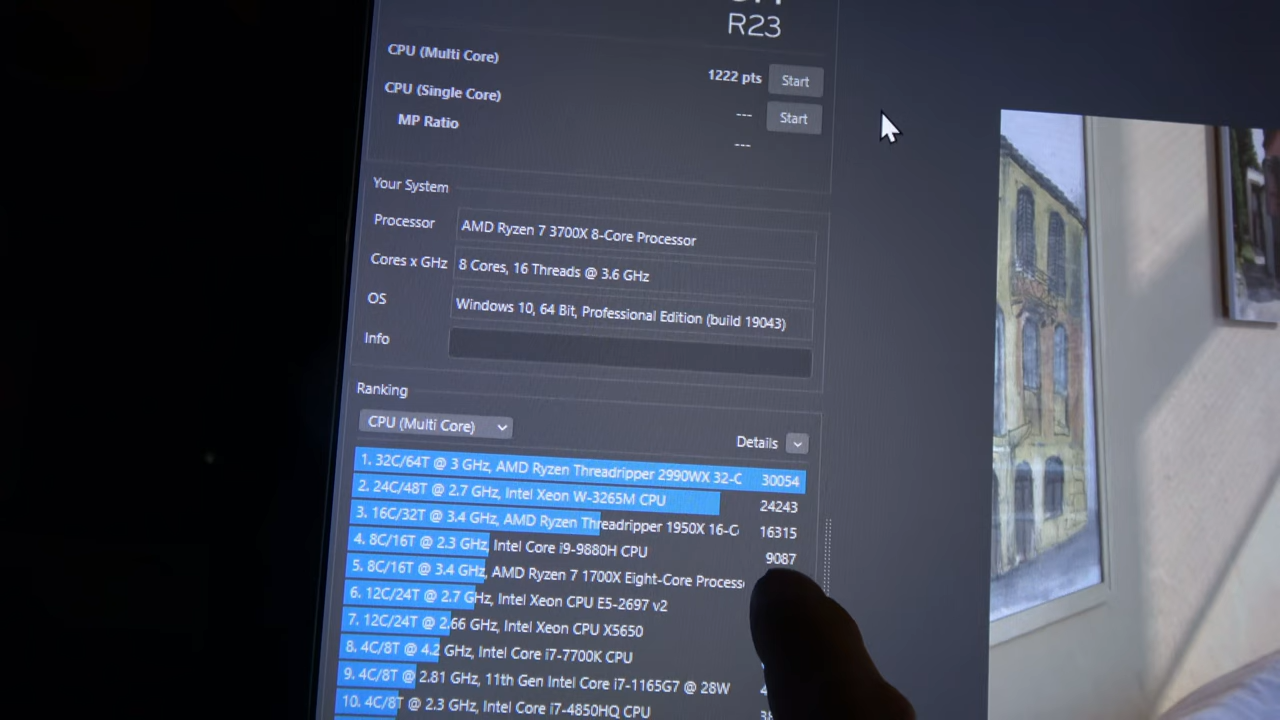 R23
CPU (Multi Core) 1222 pts Start
CPU (Single Core) --- Start
MP Ratio ---
Your System
Processor AMD Ryzen 7 3700X 8-Core Processor
Cores x GHz 8 Cores, 16 Threads @ 3.6 GHz
OS Windows 10, 64 Bit, Professional Edition (build 19043)
Info
Ranking
CPU (Multi Core) Details
1. 32C/64T @ 3 GHz, AMD Ryzen Threadripper 2990WX 32-C 30054
2. 24C/48T @ 2.7 GHz, Intel Xeon W-3265M CPU 24243
3. 16C/32T @ 3.4 GHz, AMD Ryzen Threadripper 1950X 16-C 16315
4. 8C/16T @ 2.3 GHz, Intel Core i9-9880H CPU 9087
5. 8C/16T @ 3.4 GHz, AMD Ryzen 7 1700X Eight-Core Process
6. 12C/24T @ 2.7 GHz, Intel Xeon CPU E5-2697 v2
7. 12C/24T @ 2.66 GHz, Intel Xeon CPU X5650
8. 4C/8T @ 4.2 GHz, Intel Core i7-7700K CPU
9. 4C/8T @ 2.81 GHz, 11th Gen Intel Core i7-1165G7 @ 28W
10. 4C/8T @ 2.3 GHz, Intel Core i7-4850HQ CPU